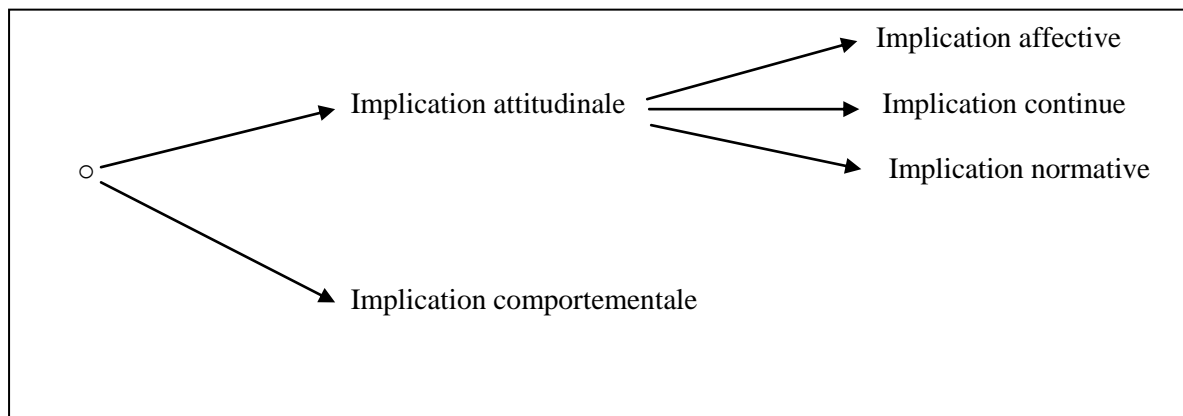 Implication affective
Implication attitudinale
Implication continue
Implication normative
Implication comportementale